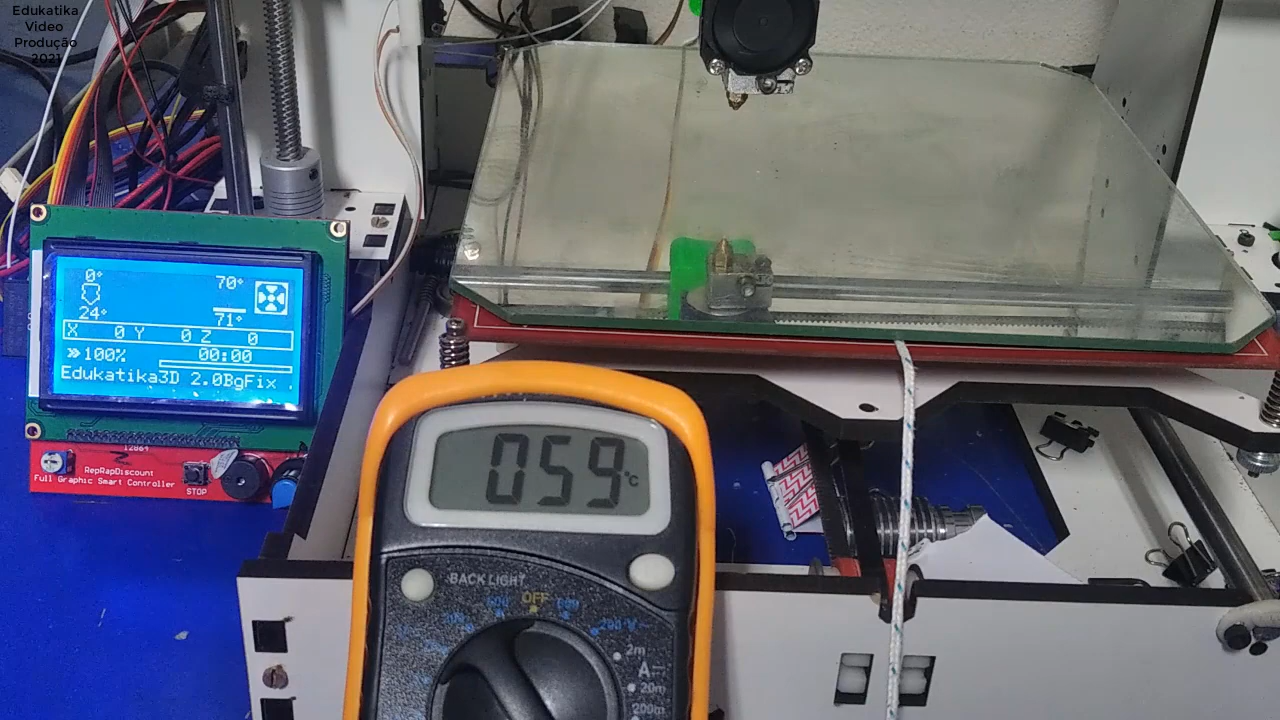 Edukatika
Video
Produção
2021
0° 70°
24° 71°
X 0 Y 0 Z 0
»100% 00:00
Edukatika3D 2.0BgFix
12864
RepRapDiscount
Full Graphic Smart Controller
STOP
059 °C
BACK LIGHT
OFF
200 V~
2m
A
20m
200m